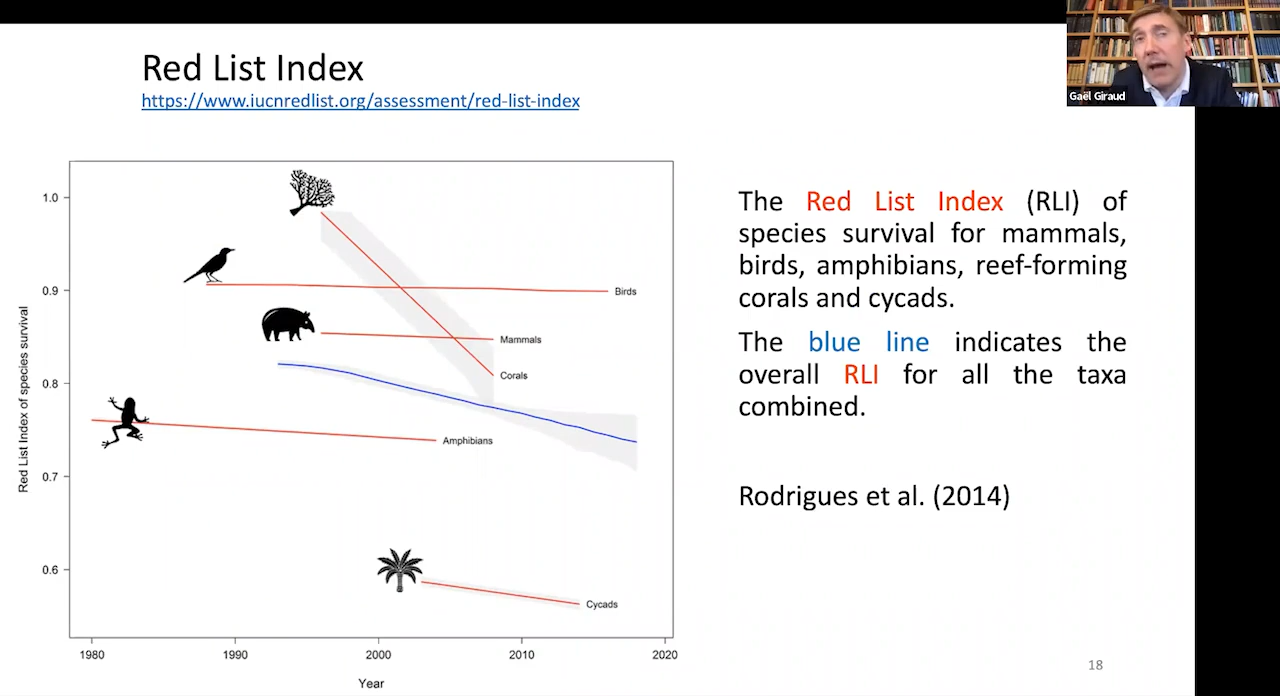 Red List Index
https://www.iucnredlist.org/assessment/red-list-index
Gaël Giraud
Red List Index of species survival
1.0
0.9
0.8
0.7
0.6
Birds
Mammals
Corals
Amphibians
Cycads
1980
1990
2000
2010
2020
Year
The Red List Index (RLI) of
species survival for mammals,
birds, amphibians, reef-forming
corals and cycads.
The blue line indicates the
overall RLI for all the taxa
combined.
Rodrigues et al. (2014)
18